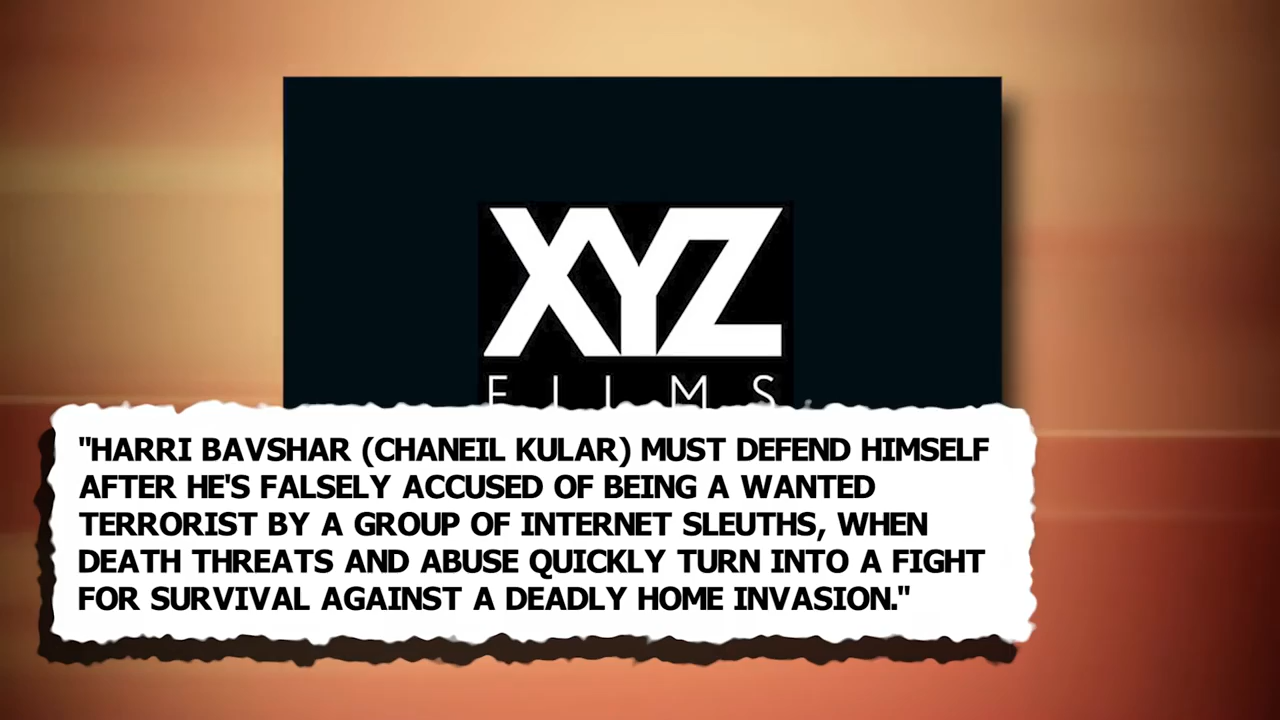 XYZ
FILMS
"HARRI BAVSHAR (CHANEIL KULAR) MUST DEFEND HIMSELF
AFTER HE'S FALSELY ACCUSED OF BEING A WANTED
TERRORIST BY A GROUP OF INTERNET SLEUTHS, WHEN
DEATH THREATS AND ABUSE QUICKLY TURN INTO A FIGHT
FOR SURVIVAL AGAINST A DEADLY HOME INVASION."